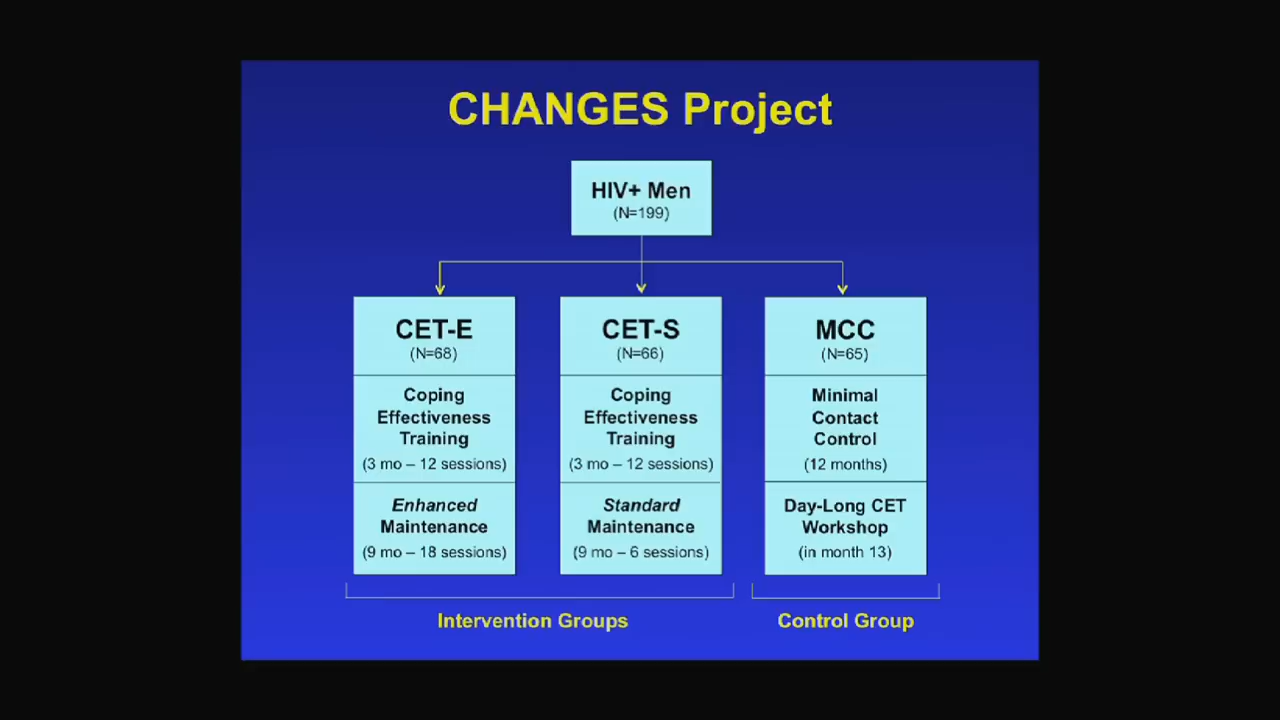 CHANGES Project
HIV+ Men
(N=199)
CET-E
(N=68)
Coping
Effectiveness
Training
(3 mo – 12 sessions)
Enhanced
Maintenance
(9 mo – 18 sessions)
CET-S
(N=66)
Coping
Effectiveness
Training
(3 mo – 12 sessions)
Standard
Maintenance
(9 mo – 6 sessions)
MCC
(N=65)
Minimal
Contact
Control
(12 months)
Day-Long CET
Workshop
(in month 13)
Intervention Groups
Control Group